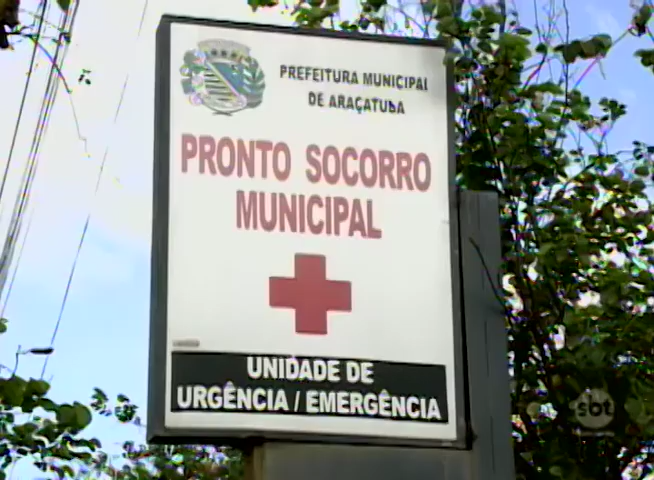 PREFEITURA MUNICIPAL
DE ARAÇATUBA
PRONTO SOCORRO
MUNICIPAL
UNIDADE DE
URGÊNCIA / EMERGÊNCIA
sbt